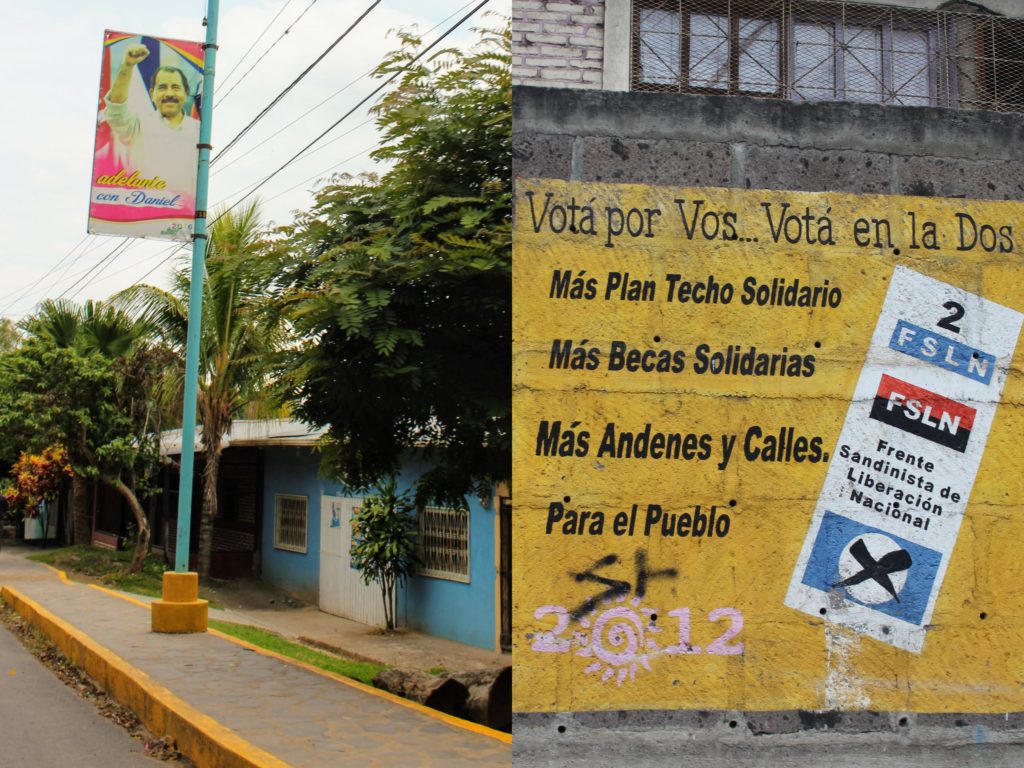 adelante
con Daniel
Votá por Vos... Votá en la Dos
Más Plan Techo Solidario
Más Becas Solidarias
Más Andenes y Calles.
Para el Pueblo
2012
2
FSLN
FSLN
Frente
Sandinista de
Liberación
Nacional